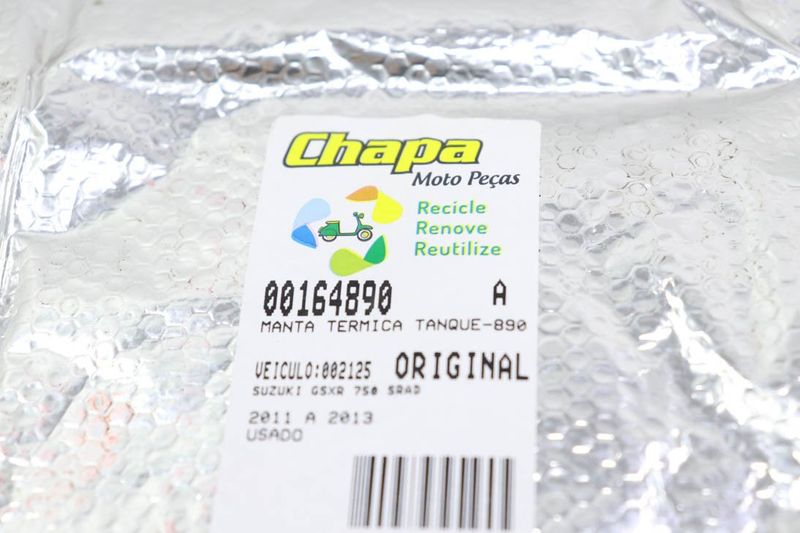 Chapa
Moto Peças
Recicle
Renove
Reutilize
00164890 A
MANTA TERMICA TANQUE-890
VEICULO:002125 ORIGINAL
SUZUKI GSXR 750 SRAD
2011 A 2013
USADO